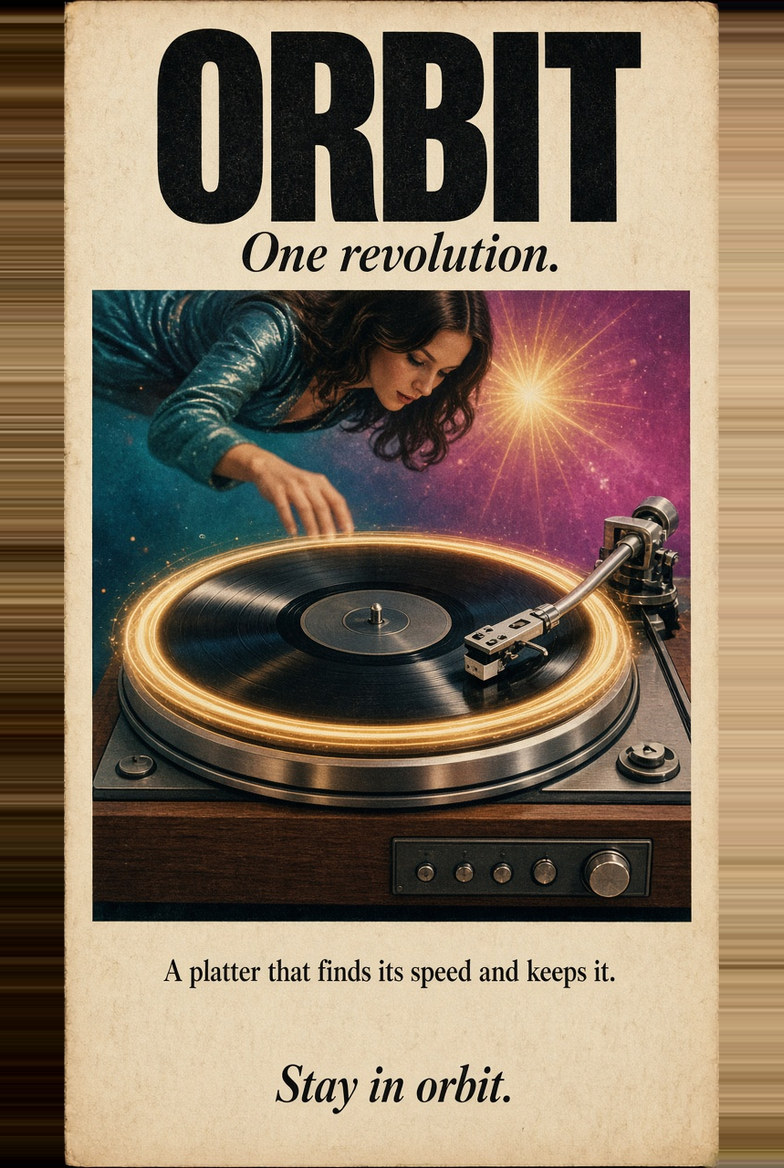 ORBIT
One revolution.
A platter that finds its speed and keeps it.
Stay in orbit.